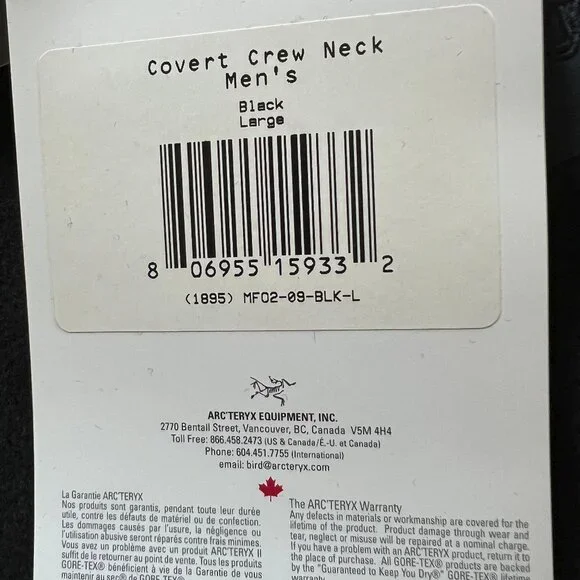 Covert Crew Neck
Men's
Black
Large
8 06955 15933 2
(1895) MF02-09-BLK-L
ARC'TERYX EQUIPMENT, INC.
2770 Bentall Street, Vancouver, BC, Canada V5M 4H4
Toll Free: 866.458.2473 (US & Canada/É.-U. et Canada)
Phone: 604.451.7755 (International)
email: bird@arcteryx.com
La Garantie ARC'TERYX
Nos produits sont garantis, pendant toute leur durée
utile, contre les défauts de matériel ou de confection.
Les dommages causés par l'usure, la négligence ou
l'utilisation abusive seront réparés contre frais minimes.
Vous avez un problème avec un produit ARC'TERYX Il
suffit de le retourner au point de vente. Tous les produits
GORE-TEX® bénéficient à vie de la Garantie de vous
maintenir au sec® de GORE-TEX®
The ARC'TERYX Warranty
Any defects in materials or workmanship are covered for the
lifetime of the product. Product damage through wear and
tear, neglect or misuse will be repaired at a nominal charge.
If you have a problem with an ARC'TERYX product, return it to
the place of purchase. All GORE-TEX® products are backed
by the "Guaranteed to Keep You Dry®" GORE-TEX® lifetime
warranty